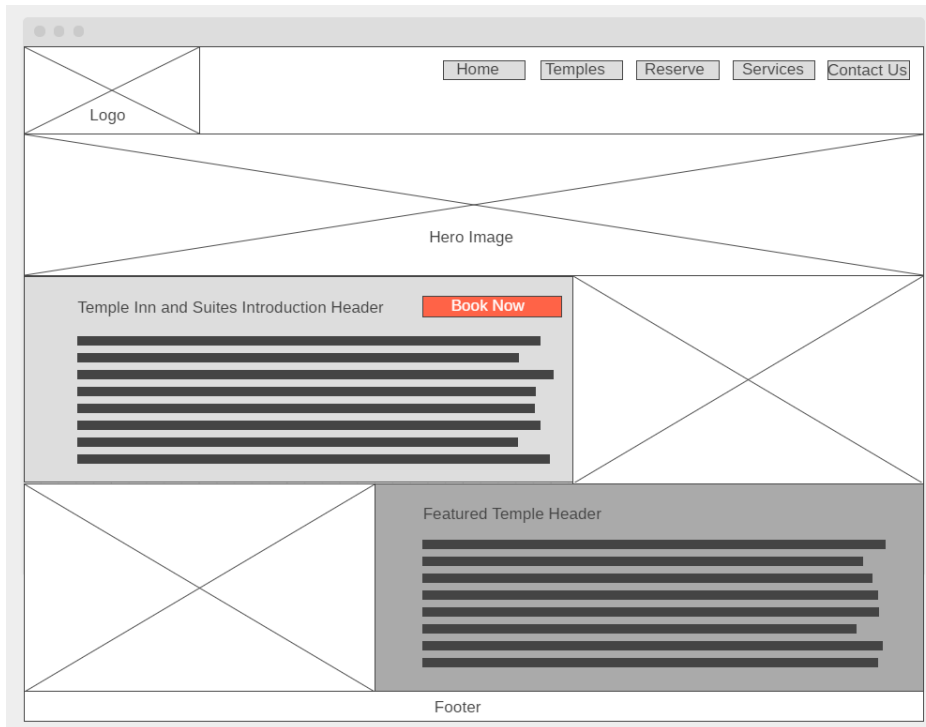 Home
Temples
Reserve
Services
Contact Us
Logo
Hero Image
Temple Inn and Suites Introduction Header
Book Now
Featured Temple Header
Footer